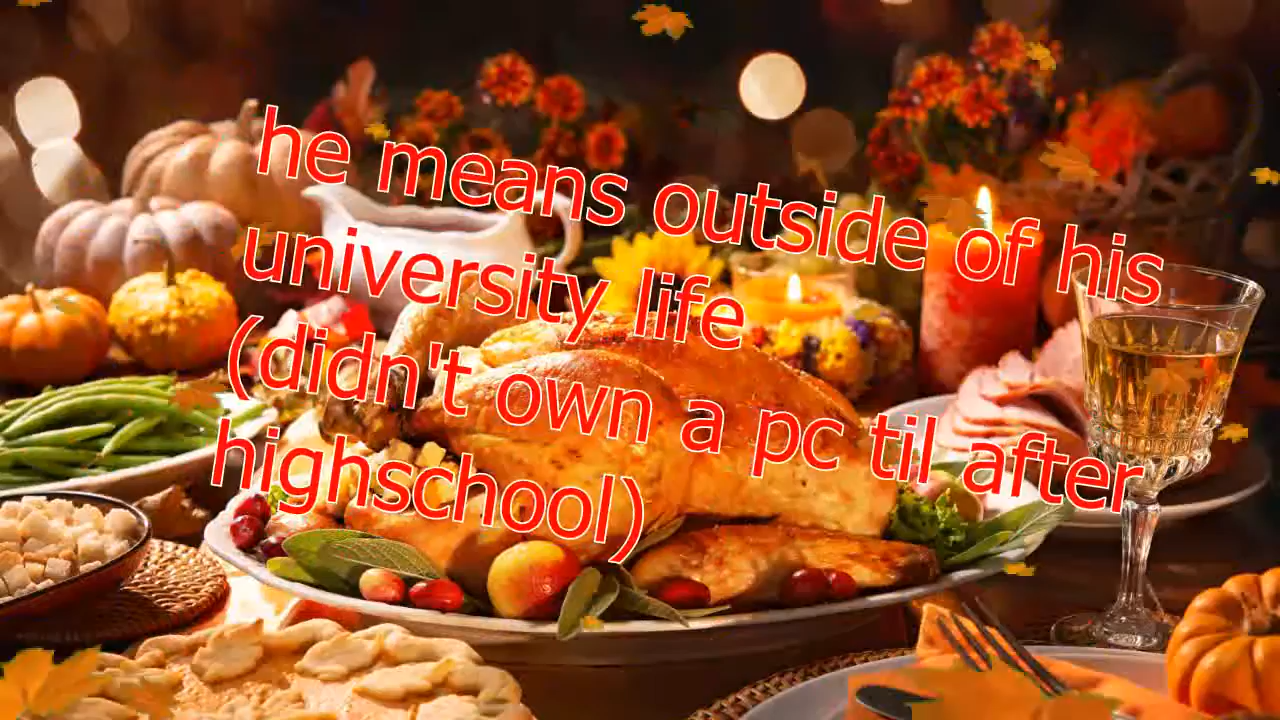 he means outside of his
university life
(didn't own a pc til after
highschool)